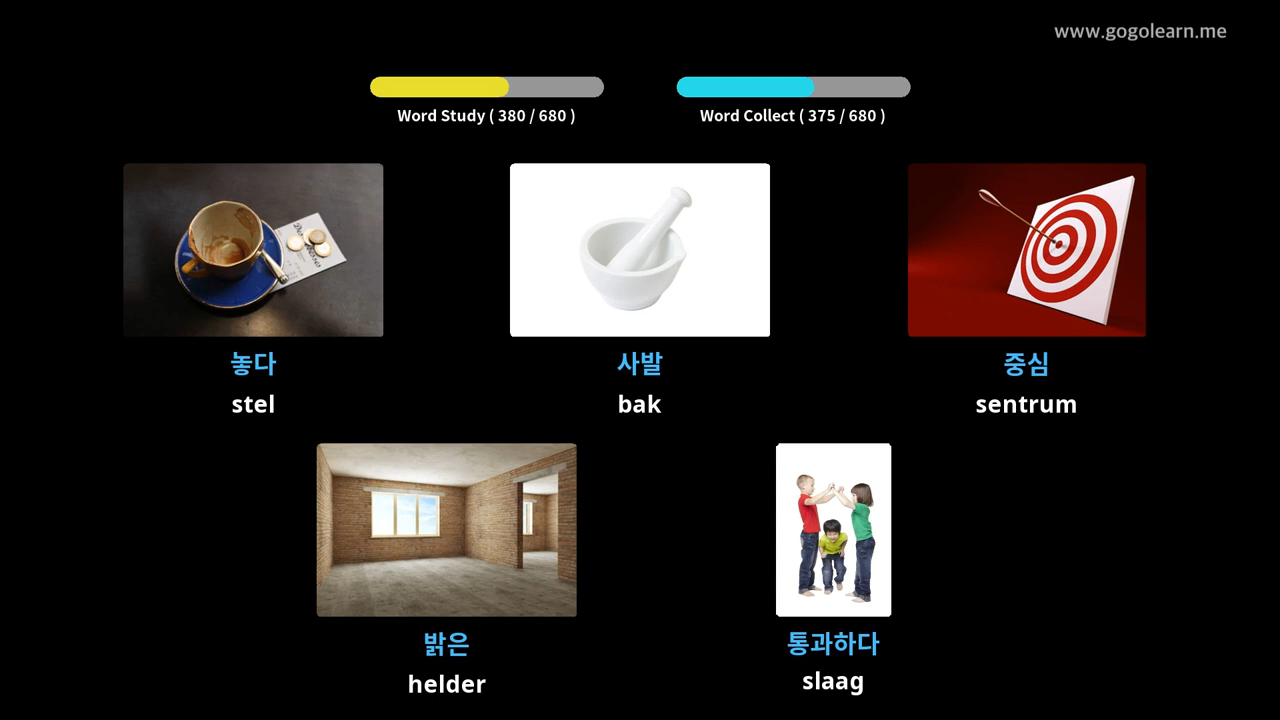 www.gogolearn.me
Word Study ( 380 / 680 )
Word Collect ( 375 / 680 )
놓다
stel
사발
bak
중심
sentrum
밝은
helder
통과하다
slaag